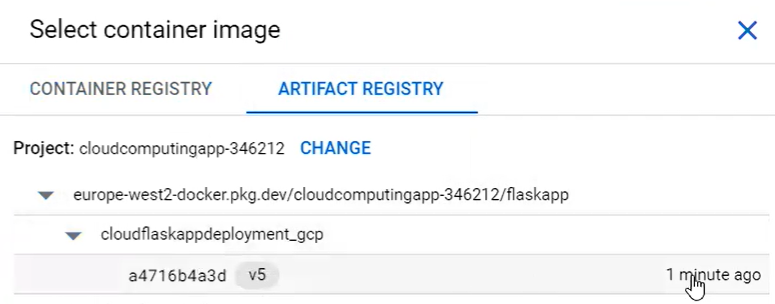 Select container image
CONTAINER REGISTRY ARTIFACT REGISTRY
Project: cloudcomputingapp-346212 CHANGE
europe-west2-docker.pkg.dev/cloudcomputingapp-346212/flaskapp
cloudflaskappdeployment_gcp
a4716b4a3d v5 1 minute ago